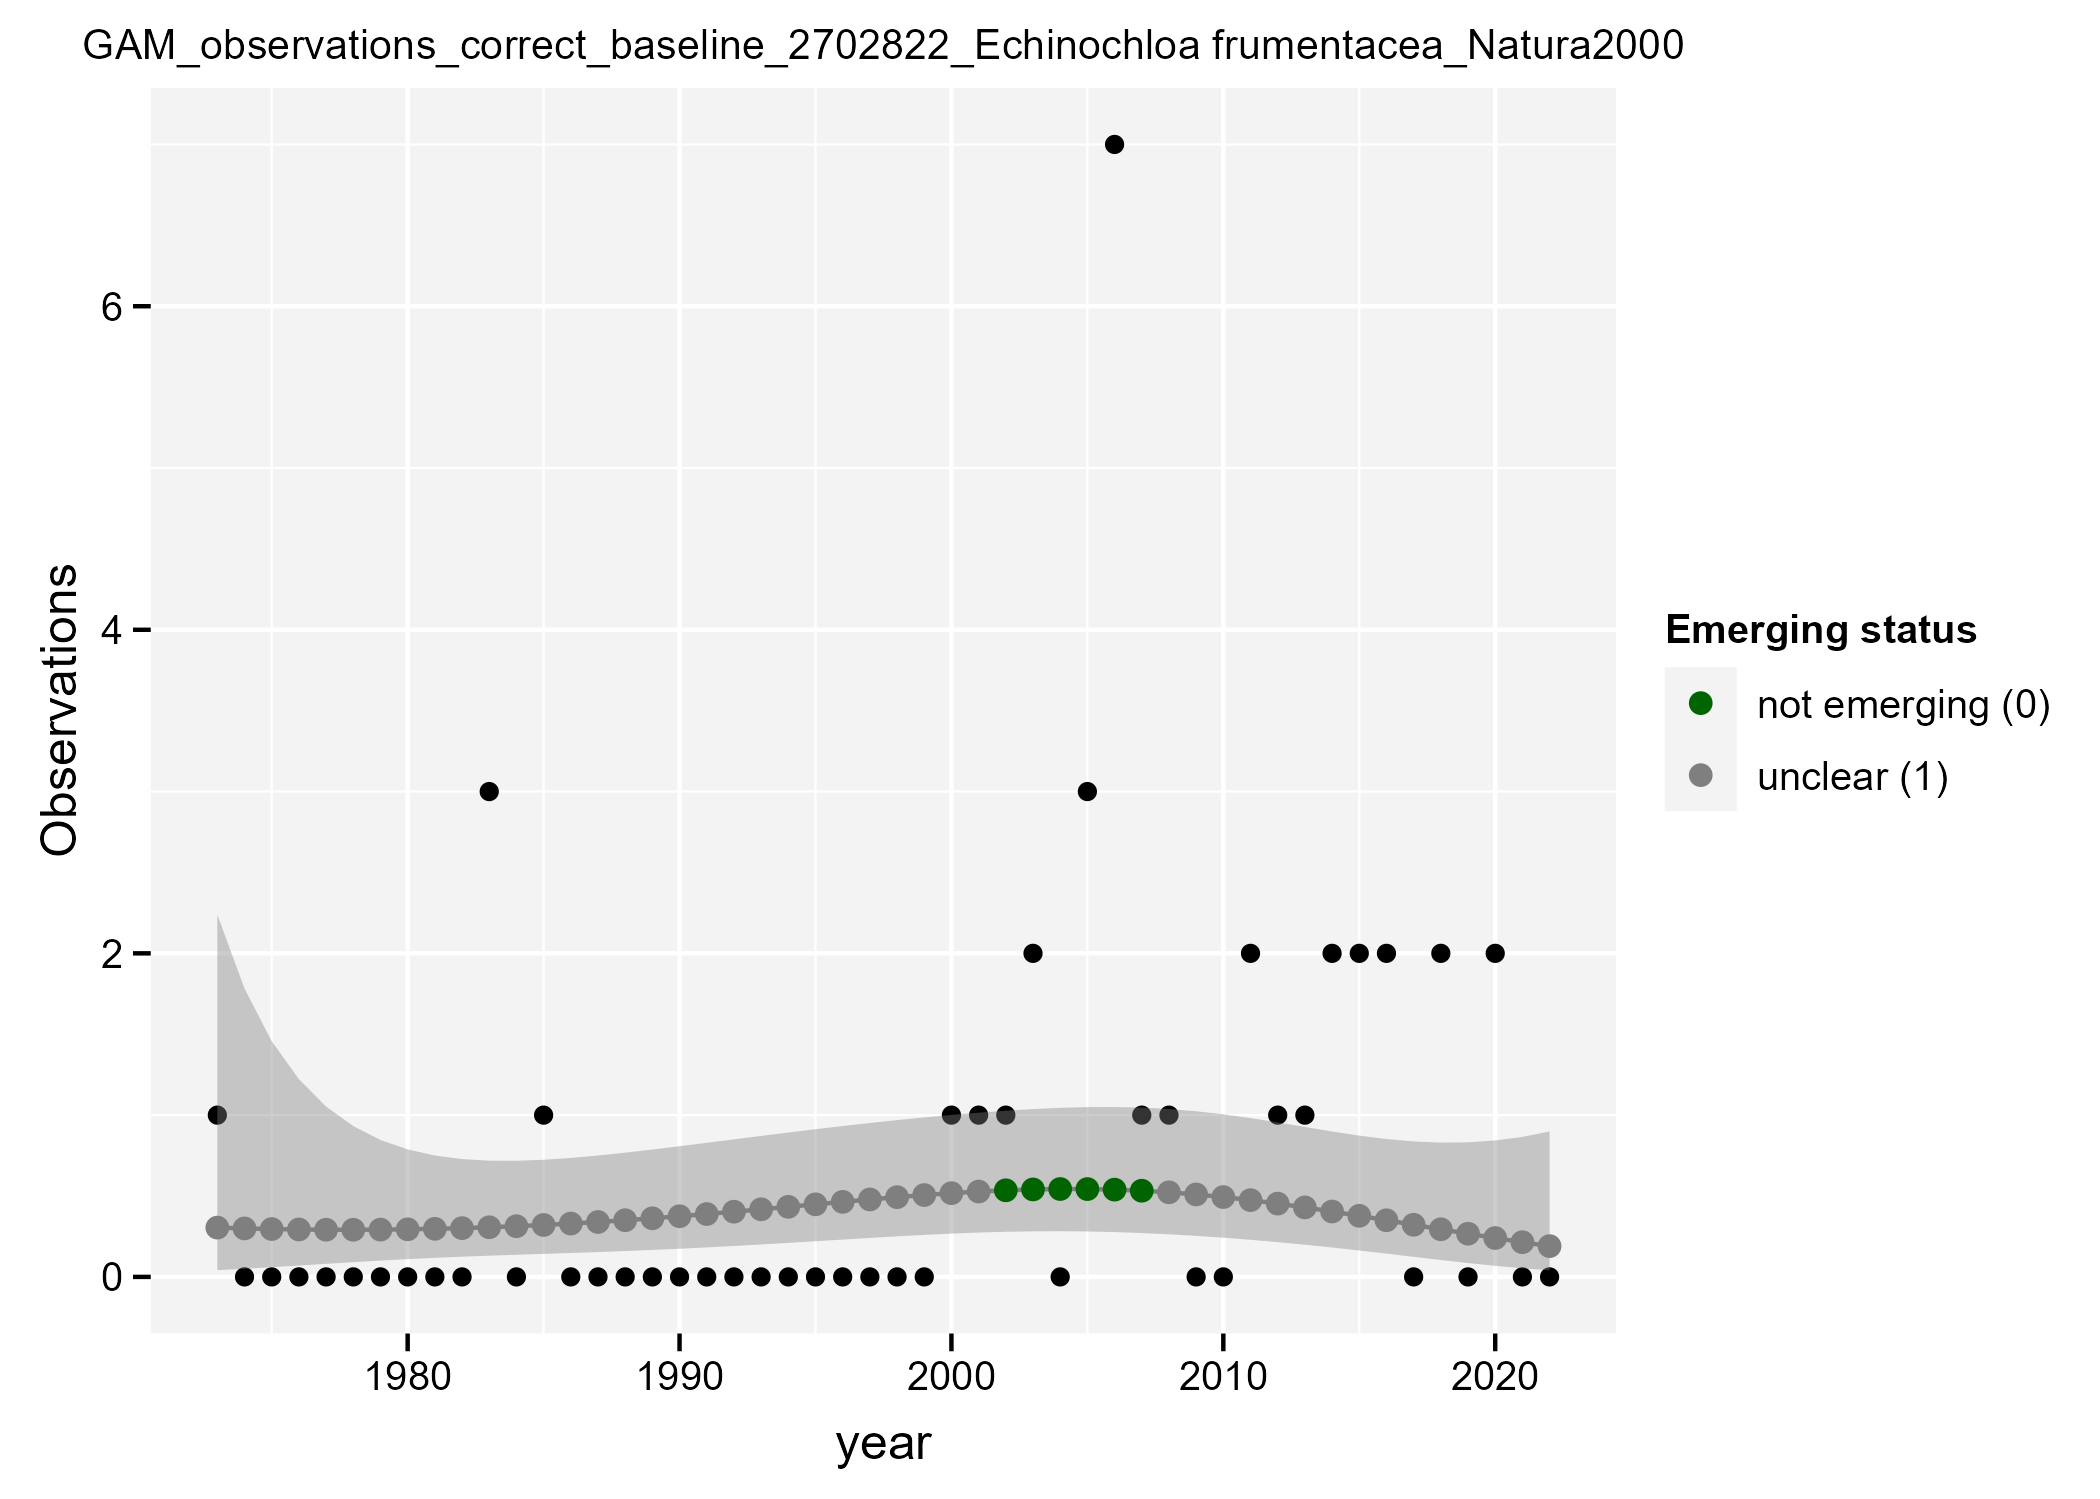 GAM_observations_correct_baseline_2702822_Echinochloa frumentacea_Natura2000
6
4
2
0
Observations
1980 1990 2000 2010 2020
year
Emerging status
not emerging (0)
unclear (1)